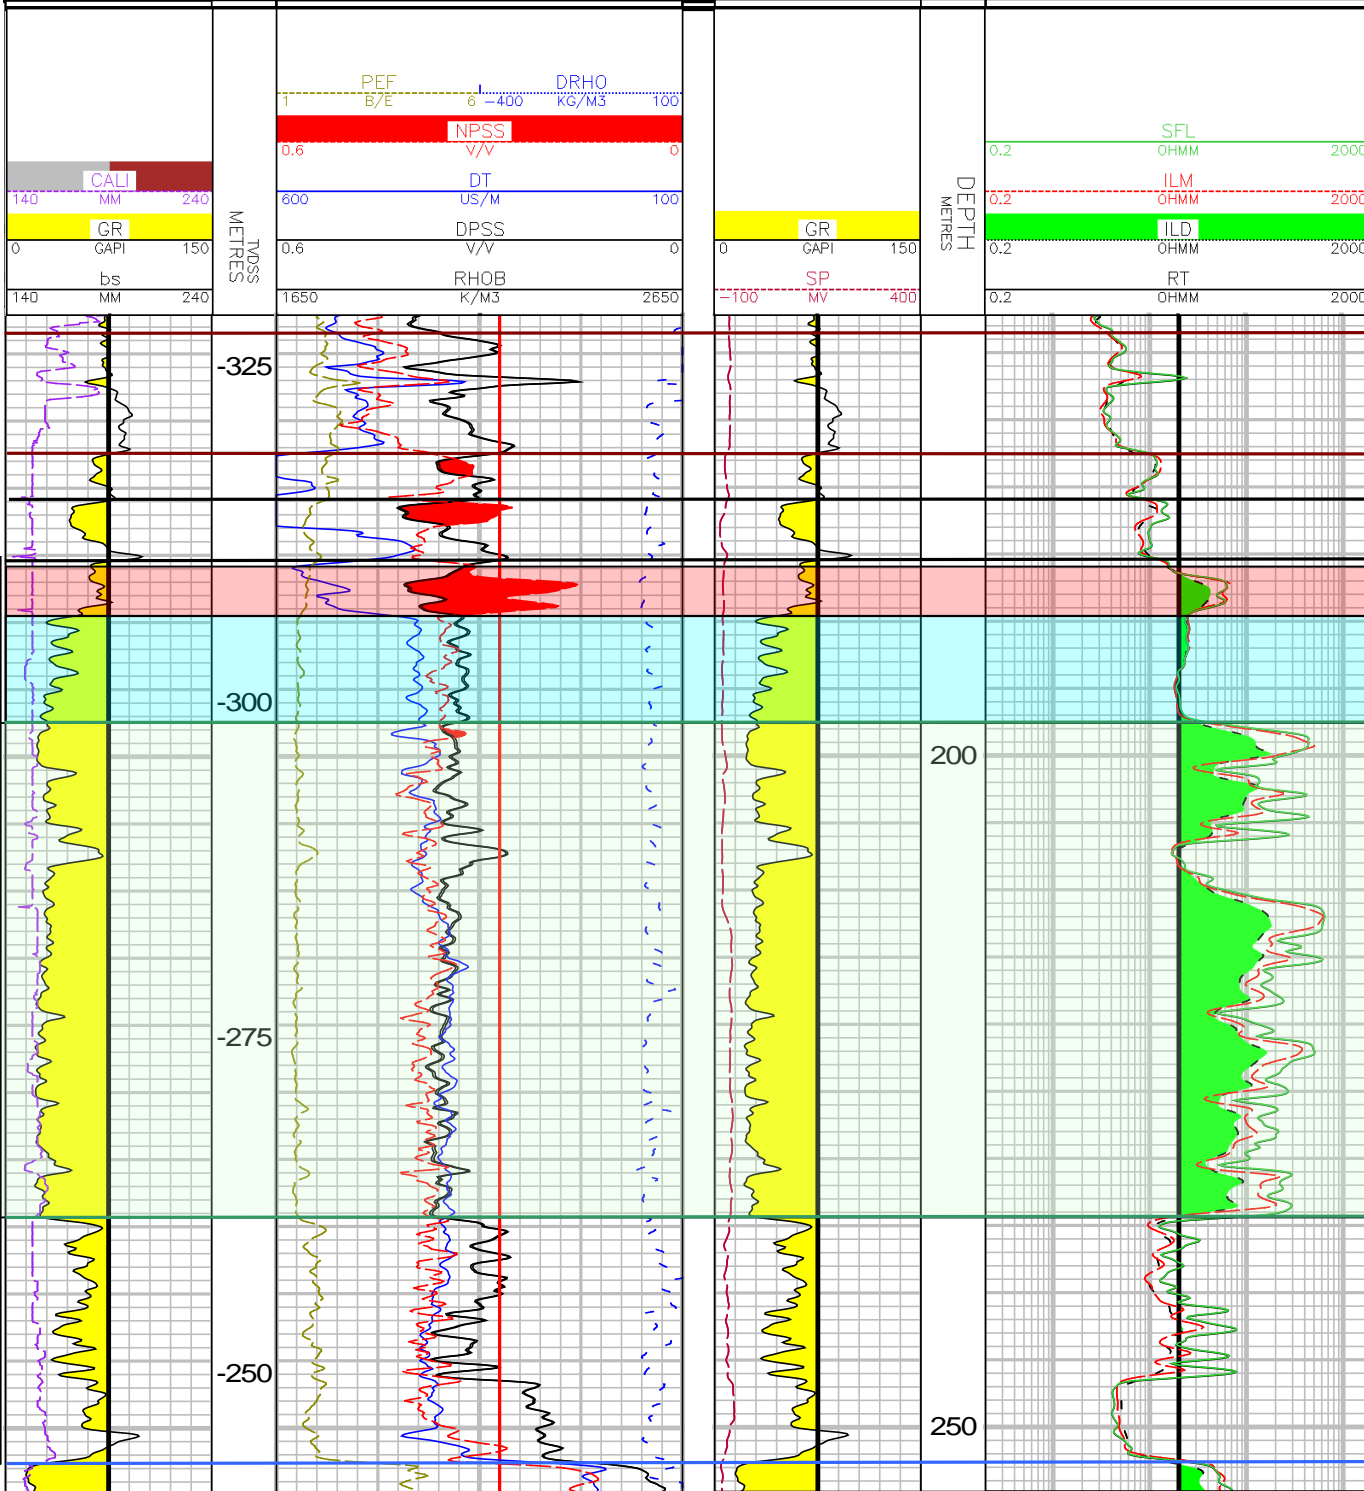 PEF DRHO
1 B/E 6 -400 KG/M3 100
NPSS SFL
0.6 V/V 0 0.2 OHMM 2000
CALI DT ILM
140 MM 240 600 US/M 100 0.2 OHMM 2000
GR DPSS GR ILD
0 GAPI 150 0.6 V/V 0 0 GAPI 150 0.2 OHMM 2000
bs RHOB SP RT
140 MM 240 1650 K/M3 2650 -100 MV 400 0.2 OHMM 2000
TVDSS
METRES
DEPTH
METRES
-325
-300
200
-275
-250
250